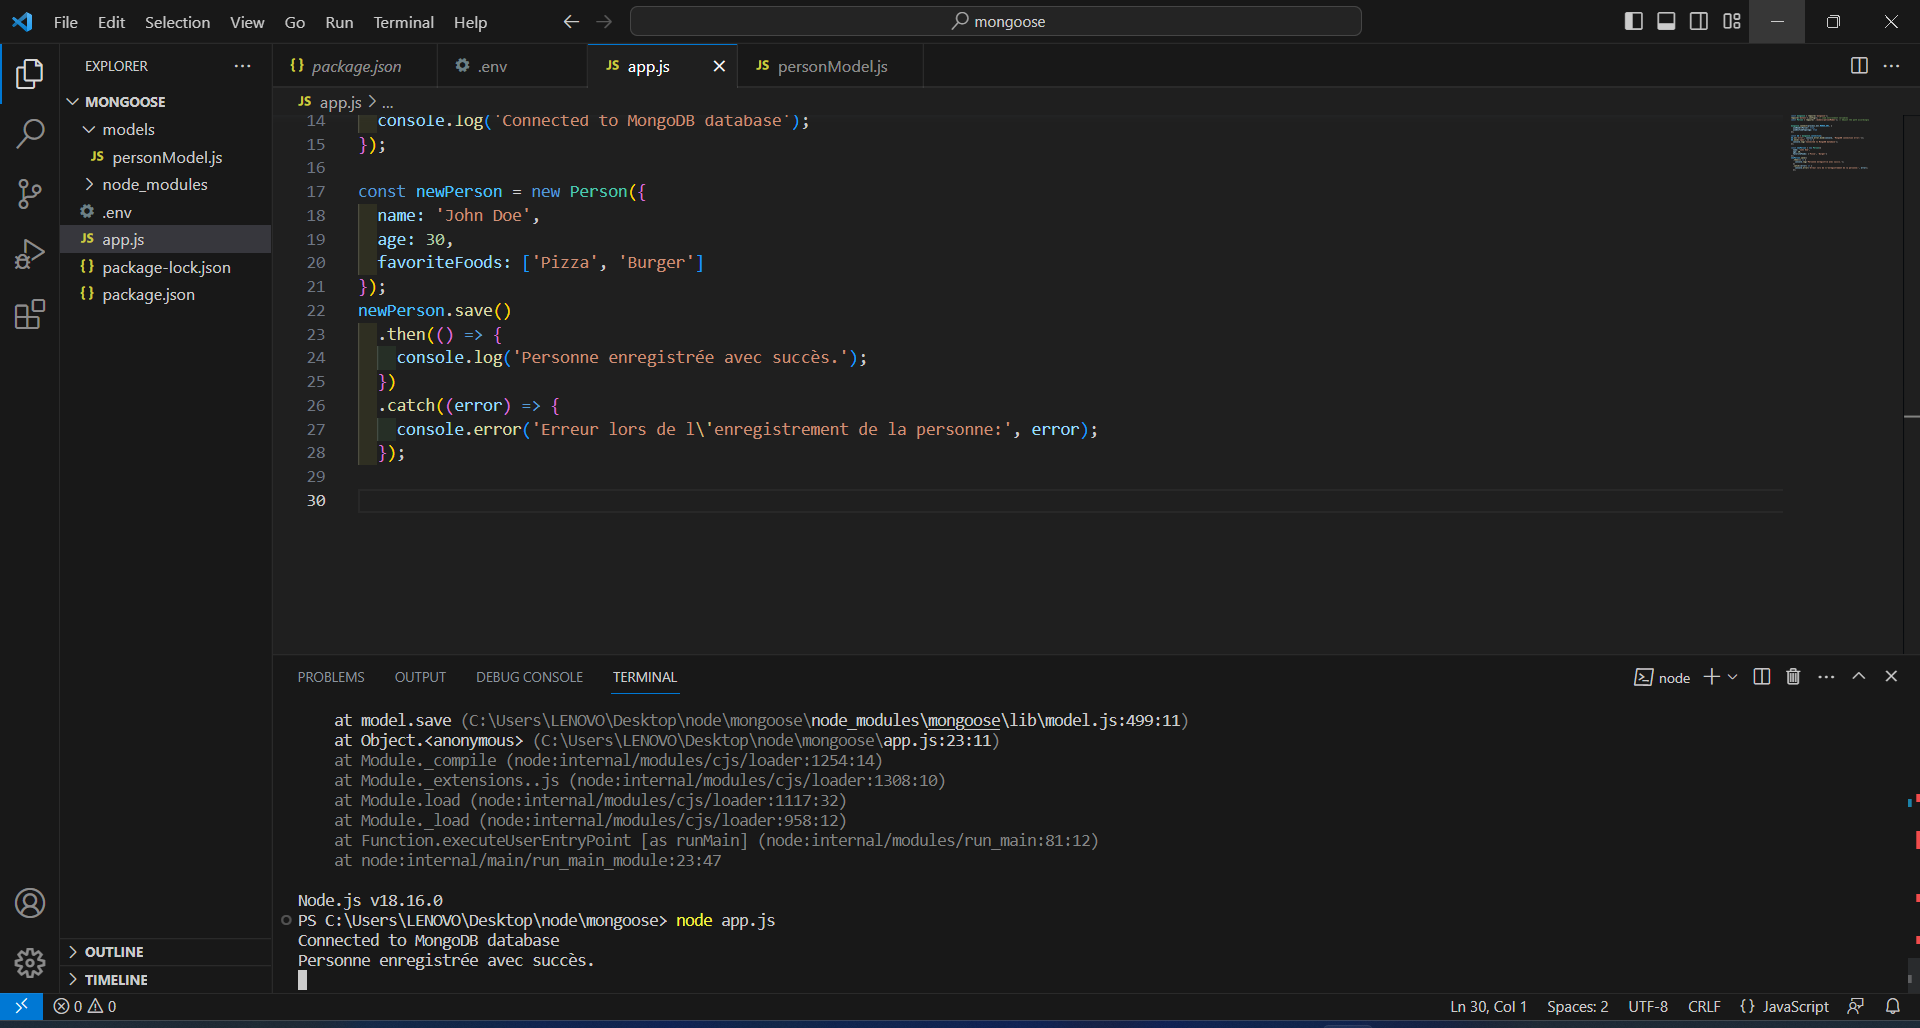 File Edit Selection View Go Run Terminal Help
mongoose
EXPLORER
MONGOOSE
models
JS personModel.js
node_modules
.env
JS app.js
{} package-lock.json
{} package.json
OUTLINE
TIMELINE
{} package.json
.env
JS app.js
JS personModel.js
JS app.js > ...
14 console.log('Connected to MongoDB database');
15 });
16
17 const newPerson = new Person({
18 name: 'John Doe',
19 age: 30,
20 favoriteFoods: ['Pizza', 'Burger']
21 });
22 newPerson.save()
23 .then(() => {
24 console.log('Personne enregistrée avec succès.');
25 })
26 .catch((error) => {
27 console.error('Erreur lors de l\'enregistrement de la personne:', error);
28 });
29
30
PROBLEMS OUTPUT DEBUG CONSOLE TERMINAL
node
at model.save (C:\Users\LENOVO\Desktop\node\mongoose\node_modules\mongoose\lib\model.js:499:11)
at Object.<anonymous> (C:\Users\LENOVO\Desktop\node\mongoose\app.js:23:11)
at Module._compile (node:internal/modules/cjs/loader:1254:14)
at Module._extensions..js (node:internal/modules/cjs/loader:1308:10)
at Module.load (node:internal/modules/cjs/loader:1117:32)
at Module._load (node:internal/modules/cjs/loader:958:12)
at Function.executeUserEntryPoint [as runMain] (node:internal/modules/run_main:81:12)
at node:internal/main/run_main_module:23:47
Node.js v18.16.0
PS C:\Users\LENOVO\Desktop\node\mongoose> node app.js
Connected to MongoDB database
Personne enregistrée avec succès.
0 0
Ln 30, Col 1 Spaces: 2 UTF-8 CRLF {} JavaScript